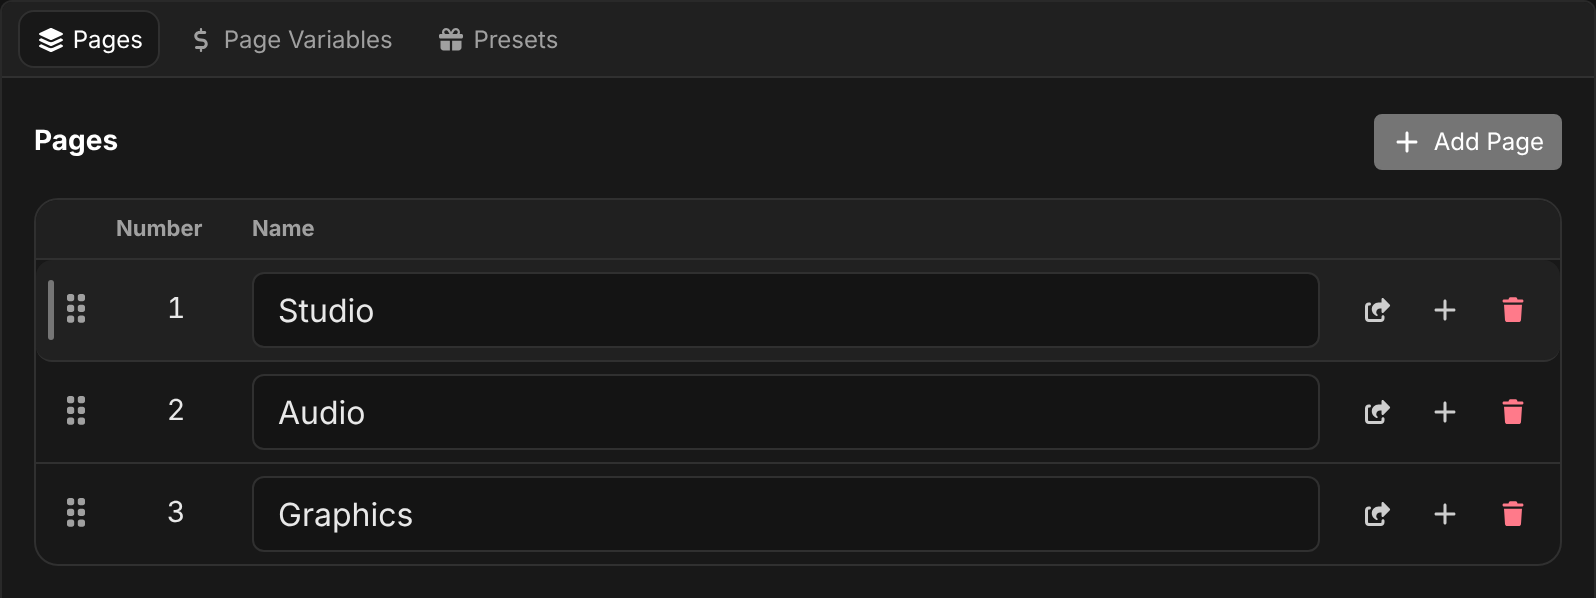 Pages
Page Variables
Presets
Pages
Add Page
Number Name
1 Studio
2 Audio
3 Graphics